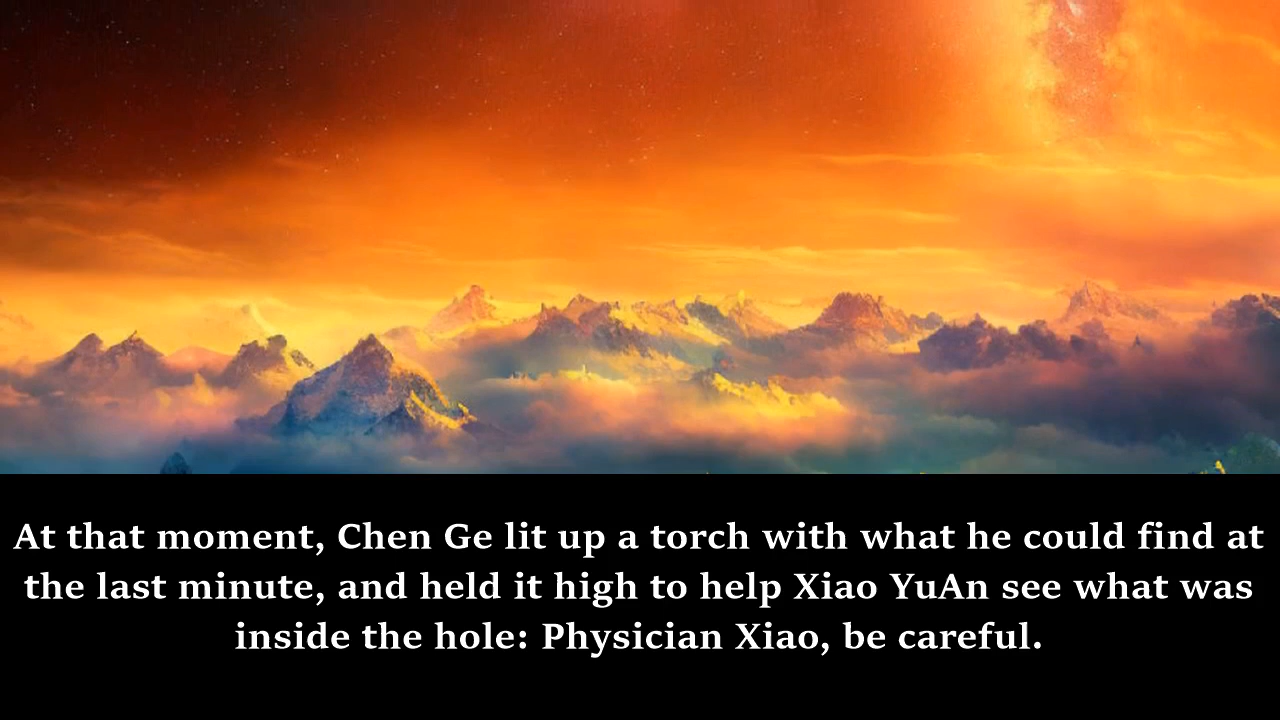 At that moment, Chen Ge lit up a torch with what he could find at
the last minute, and held it high to help Xiao YuAn see what was
inside the hole: Physician Xiao, be careful.